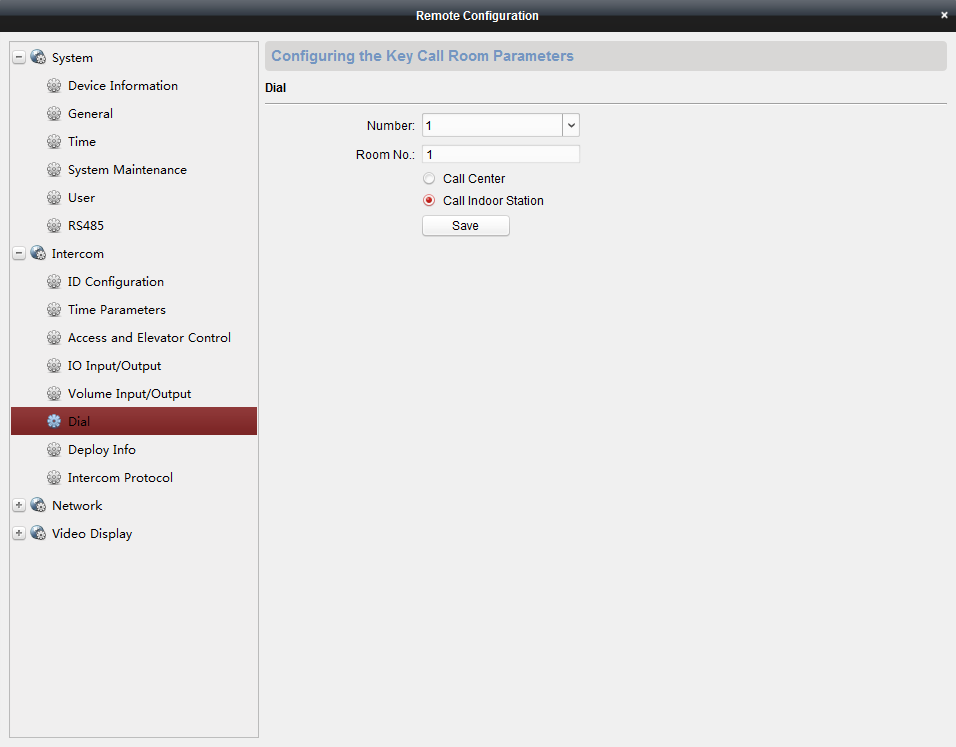 Remote Configuration
System
Device Information
General
Time
System Maintenance
User
RS485
Intercom
ID Configuration
Time Parameters
Access and Elevator Control
IO Input/Output
Volume Input/Output
Dial
Deploy Info
Intercom Protocol
Network
Video Display
Configuring the Key Call Room Parameters
Dial
Number: 1
Room No.: 1
Call Center
Call Indoor Station
Save